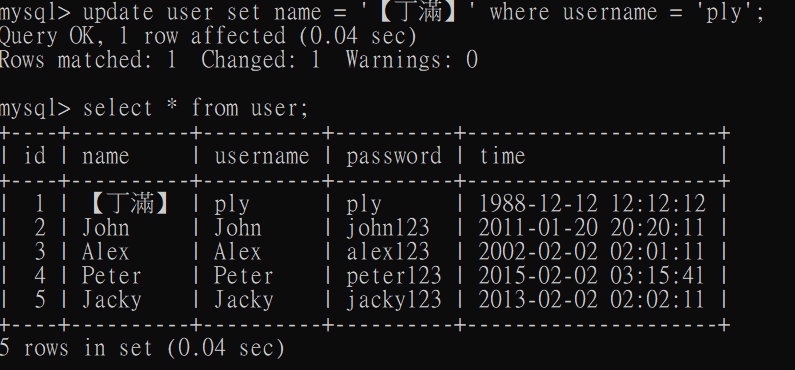 mysql> update user set name = '【丁滿】' where username = 'ply';
Query OK, 1 row affected (0.04 sec)
Rows matched: 1  Changed: 1  Warnings: 0
mysql> select * from user;
+----+----------+----------+----------+---------------------+
| id | name     | username | password | time                |
+----+----------+----------+----------+---------------------+
|  1 | 【丁滿】 | ply      | ply      | 1988-12-12 12:12:12 |
|  2 | John     | John     | john123  | 2011-01-20 20:20:11 |
|  3 | Alex     | Alex     | alex123  | 2002-02-02 02:01:11 |
|  4 | Peter    | Peter    | peter123 | 2015-02-02 03:15:41 |
|  5 | Jacky    | Jacky    | jacky123 | 2013-02-02 02:02:11 |
+----+----------+----------+----------+---------------------+
5 rows in set (0.04 sec)